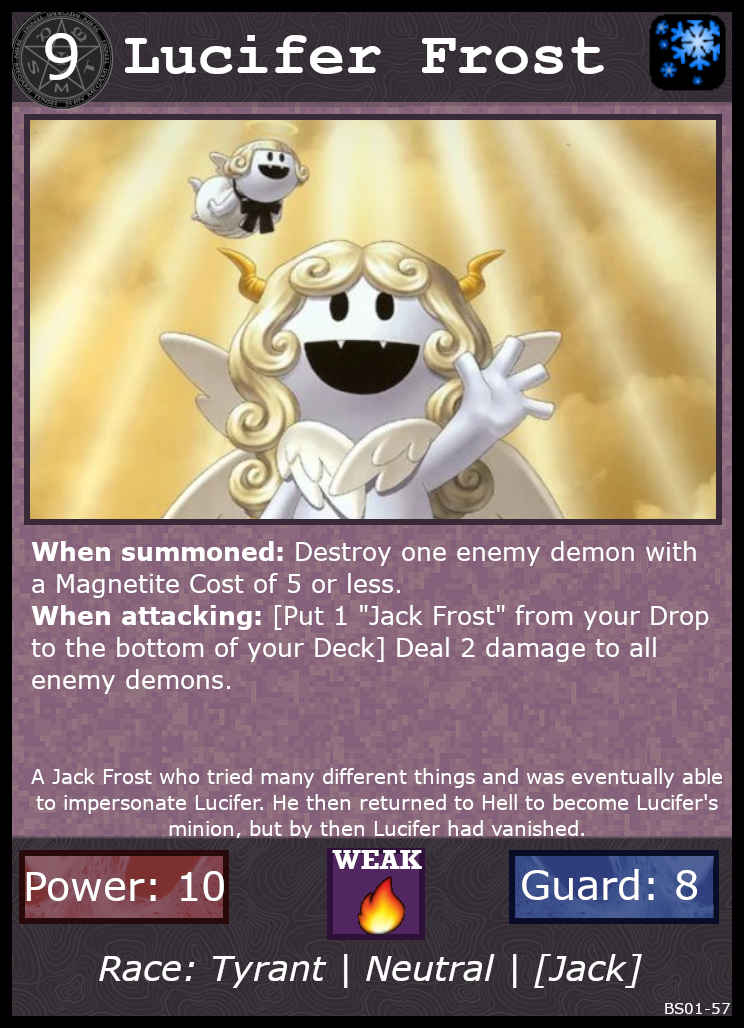 9 Lucifer Frost
When summoned: Destroy one enemy demon with
a Magnetite Cost of 5 or less.
When attacking: [Put 1 "Jack Frost" from your Drop
to the bottom of your Deck] Deal 2 damage to all
enemy demons.
A Jack Frost who tried many different things and was eventually able
to impersonate Lucifer. He then returned to Hell to become Lucifer's
minion, but by then Lucifer had vanished.
Power: 10
WEAK
Guard: 8
Race: Tyrant | Neutral | [Jack]
BS01-57